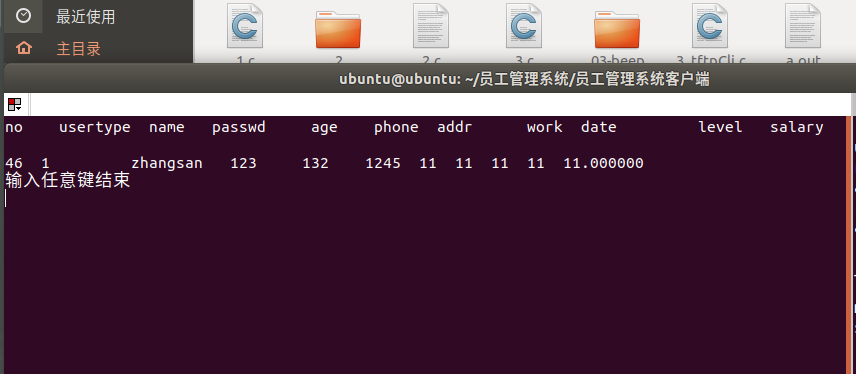 最近使用
主目录
1.c
2
2.c
3.c
03-beep
3_tftpCli.c
a.out
ubuntu@ubuntu: ~/员工管理系统/员工管理系统客户端
no usertype name passwd age phone addr work date level salary
46 1 zhangsan 123 132 1245 11 11 11 11 11.000000
输入任意键结束